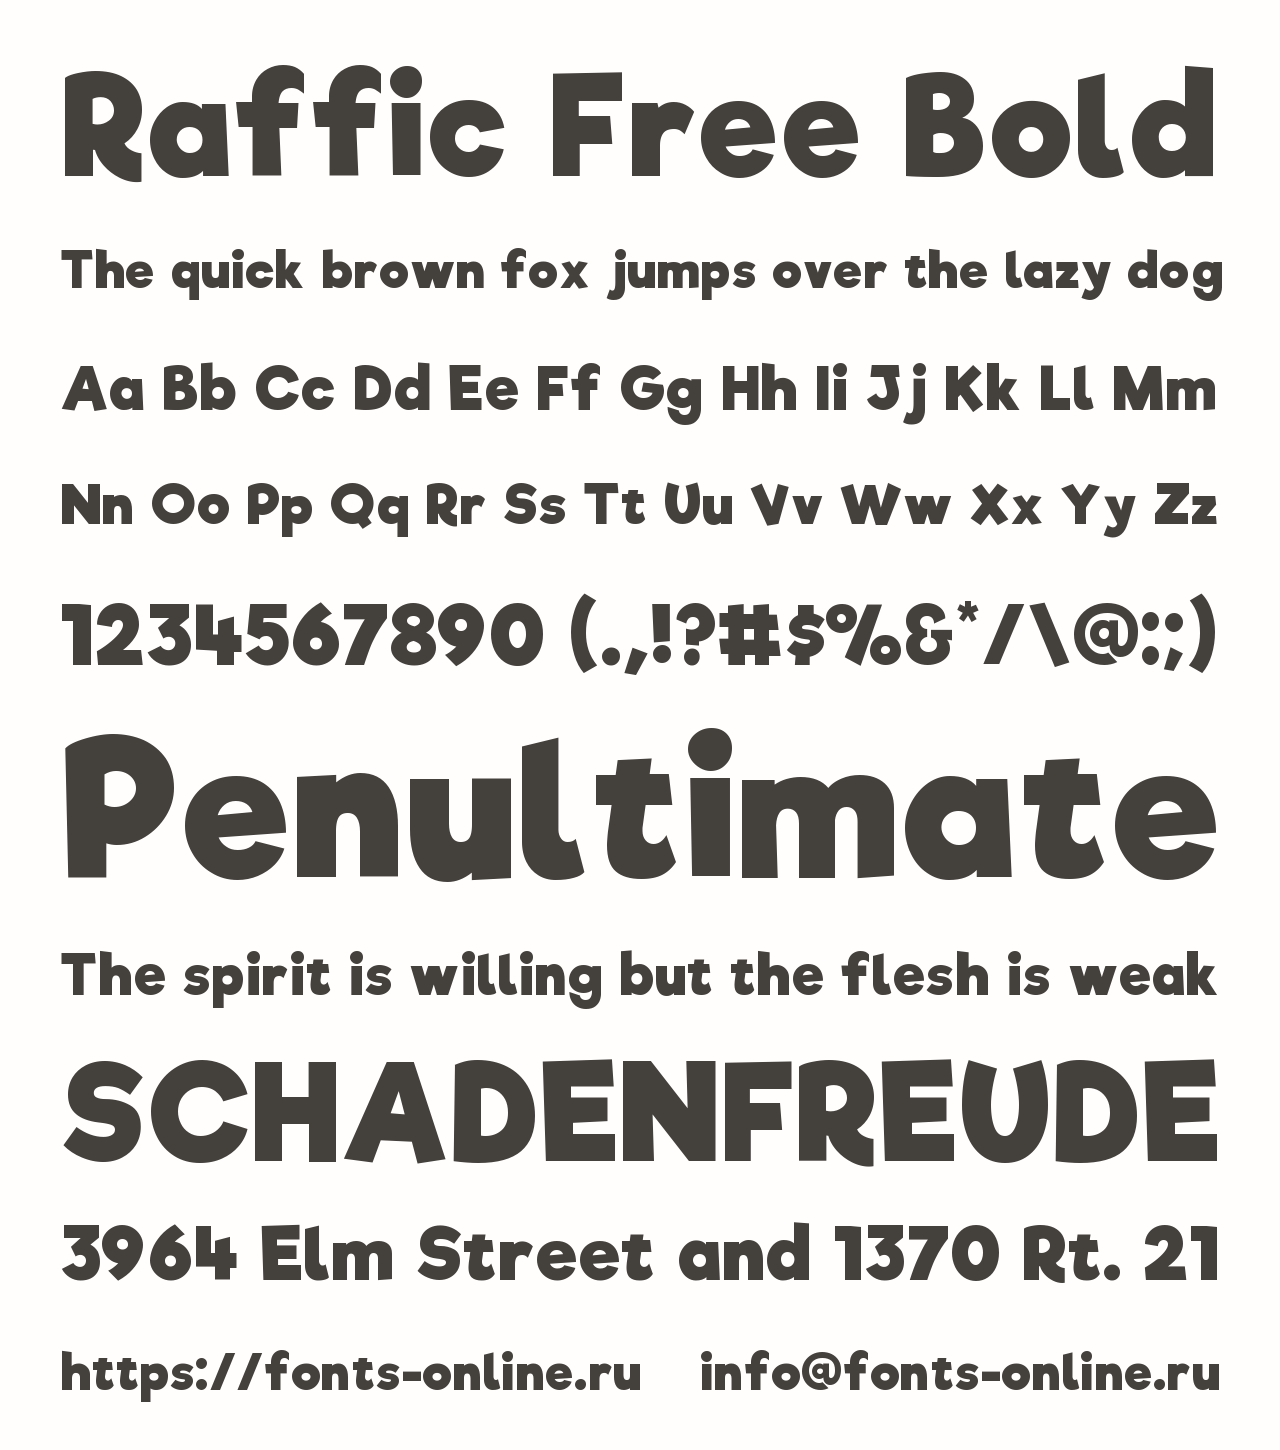 Raffic Free Bold
The quick brown fox jumps over the lazy dog
Aa Bb Cc Dd Ee Ff Gg Hh Ii Jj Kk Ll Mm
Nn Oo Pp Qq Rr Ss Tt Uu Vv Ww Xx Yy Zz
1234567890 (.,!?#$%&*/\@:;)
Penultimate
The spirit is willing but the flesh is weak
SCHADENFREUDE
3964 Elm Street and 1370 Rt. 21
https://fonts-online.ru info@fonts-online.ru